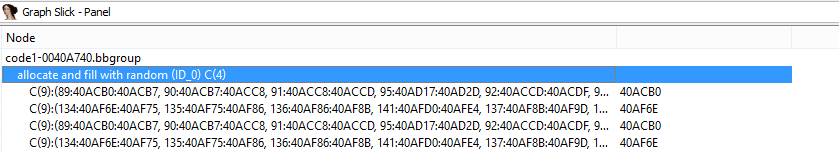 Graph Slick - Panel
Node
code1-0040A740.bbgroup
allocate and fill with random (ID_0) C(4)
C(9):(89:40ACB0:40ACB7, 90:40ACB7:40ACC8, 91:40ACC8:40ACCD, 95:40AD17:40AD2D, 92:40ACCD:40ACDF, 9... 40ACB0
C(9):(134:40AF6E:40AF75, 135:40AF75:40AF86, 136:40AF86:40AF8B, 141:40AFD0:40AFE4, 137:40AF8B:40AF9D, 1... 40AF6E
C(9):(89:40ACB0:40ACB7, 90:40ACB7:40ACC8, 91:40ACC8:40ACCD, 95:40AD17:40AD2D, 92:40ACCD:40ACDF, 9... 40ACB0
C(9):(134:40AF6E:40AF75, 135:40AF75:40AF86, 136:40AF86:40AF8B, 141:40AFD0:40AFE4, 137:40AF8B:40AF9D, 1... 40AF6E